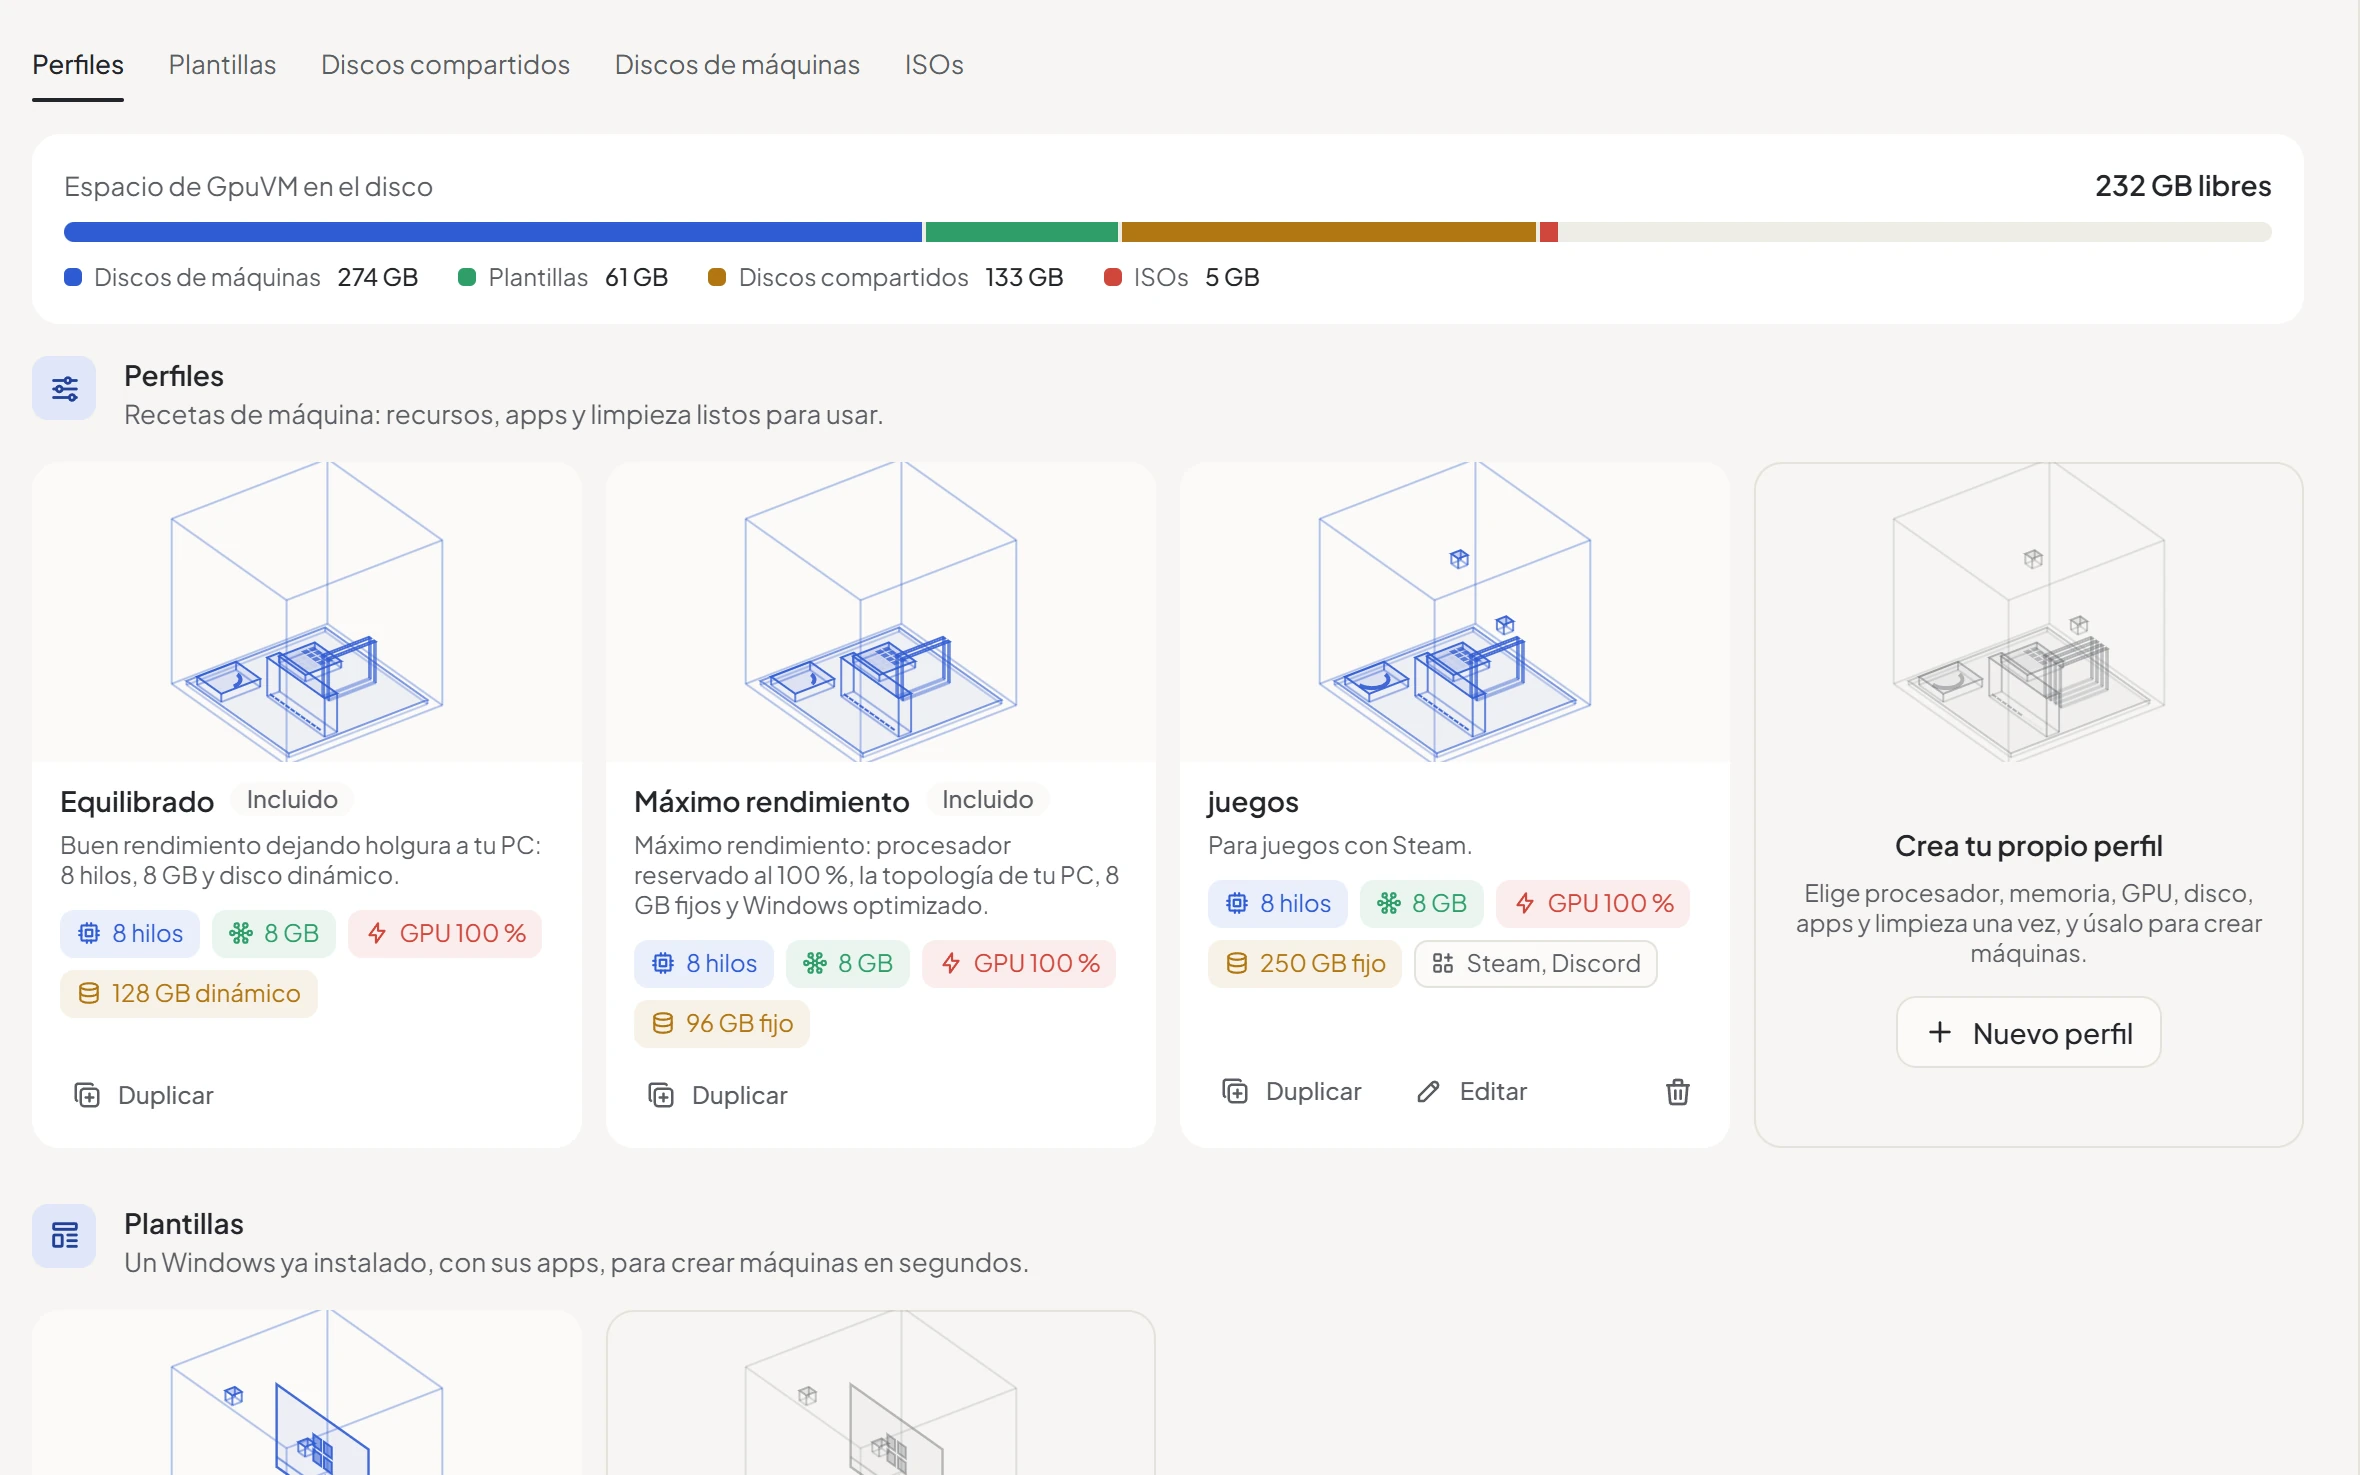 Perfiles Plantillas Discos compartidos Discos de máquinas ISOs
Espacio de GpuVM en el disco 232 GB libres
Discos de máquinas 274 GB Plantillas 61 GB Discos compartidos 133 GB ISOs 5 GB
Perfiles
Recetas de máquina: recursos, apps y limpieza listos para usar.
Equilibrado Incluido
Buen rendimiento dejando holgura a tu PC:
8 hilos, 8 GB y disco dinámico.
8 hilos 8 GB GPU 100 %
128 GB dinámico
Duplicar
Máximo rendimiento Incluido
Máximo rendimiento: procesador
reservado al 100 %, la topología de tu PC, 8
GB fijos y Windows optimizado.
8 hilos 8 GB GPU 100 %
96 GB fijo
Duplicar
juegos
Para juegos con Steam.
8 hilos 8 GB GPU 100 %
250 GB fijo Steam, Discord
Duplicar Editar
Crea tu propio perfil
Elige procesador, memoria, GPU, disco,
apps y limpieza una vez, y úsalo para crear
máquinas.
Nuevo perfil
Plantillas
Un Windows ya instalado, con sus apps, para crear máquinas en segundos.